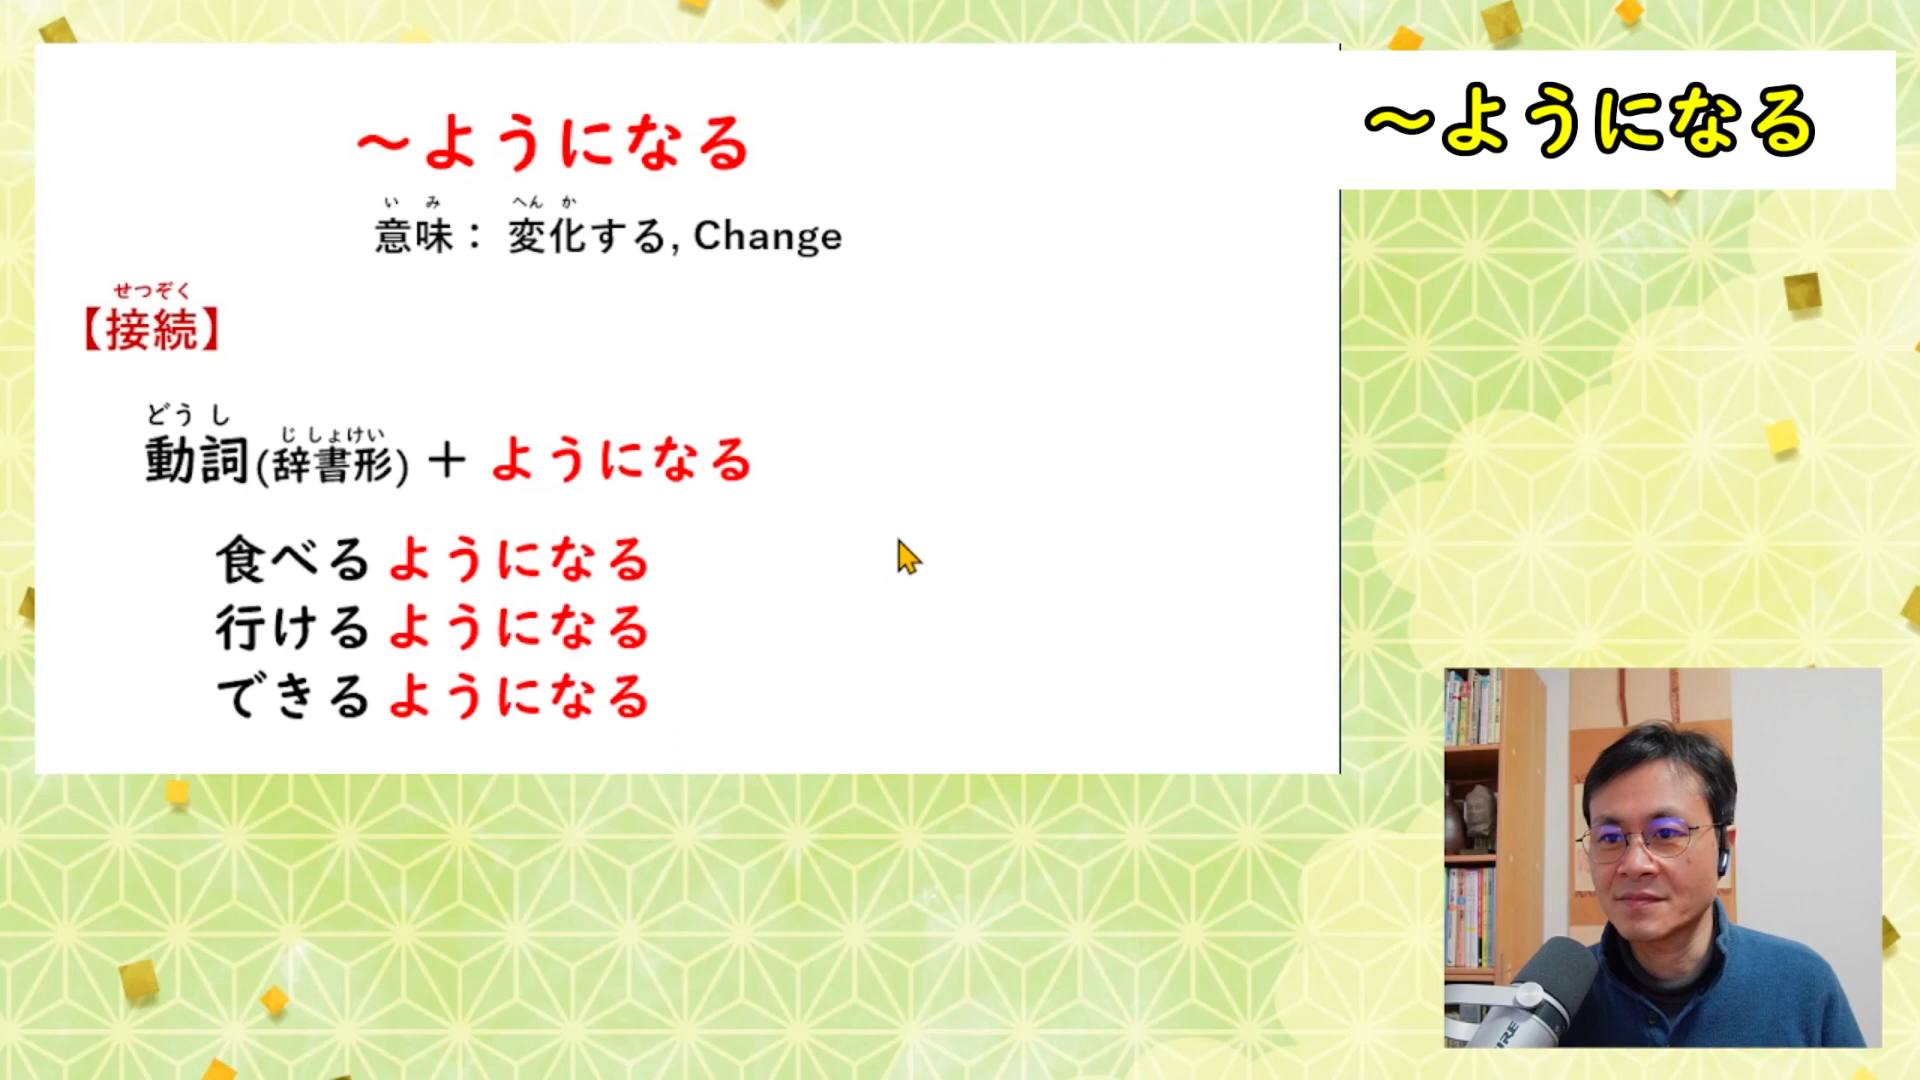 ～ようになる
いみ へんか
意味： 変化する, Change
せつぞく
【接続】
どうし じしょけい
動詞(辞書形) ＋ ようになる
食べるようになる
行けるようになる
できるようになる
～ようになる